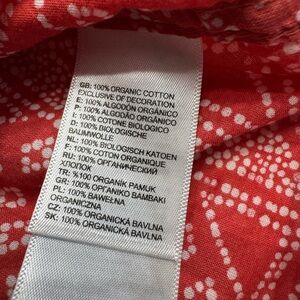 GB: 100% ORGANIC COTTON
EXCLUSIVE OF DECORATION
E: 100% ALGODÓN ORGÁNICO
P: 100% ALGODÃO ORGÂNICO
I: 100% COTONE BIOLOGICO
D: 100% BIOLOGISCHE
BAUMWOLLE
NL: 100% BIOLOGISCH KATOEN
F: 100% COTON ORGANIQUE
RU: 100% ОРГАНИЧЕСКИЙ
ХЛОПОК
TR: %100 ORGANİK PAMUK
GR: 100% ΟΡΓΑΝΙΚΟ ΒΑΜΒΑΚΙ
PL: 100% BAWEŁNA
ORGANICZNA
CZ: 100% ORGANICKÁ BAVLNA
SK: 100% ORGANICKÁ BAVLNA